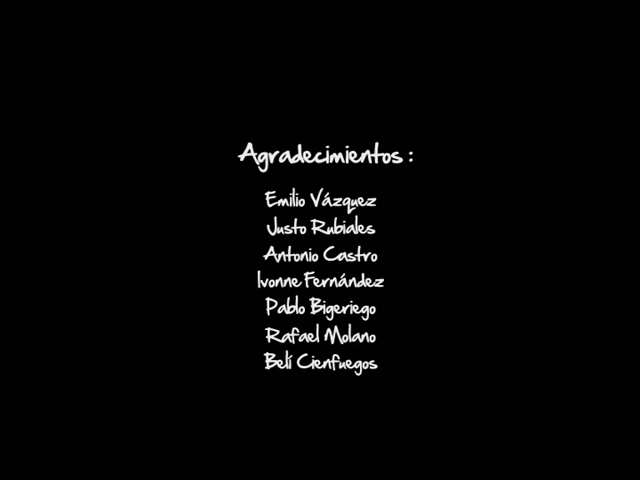 Agradecimientos :
Emilio Vázquez
Justo Rubiales
Antonio Castro
Ivonne Fernández
Pablo Bigeriego
Rafael Molano
Belí Cienfuegos